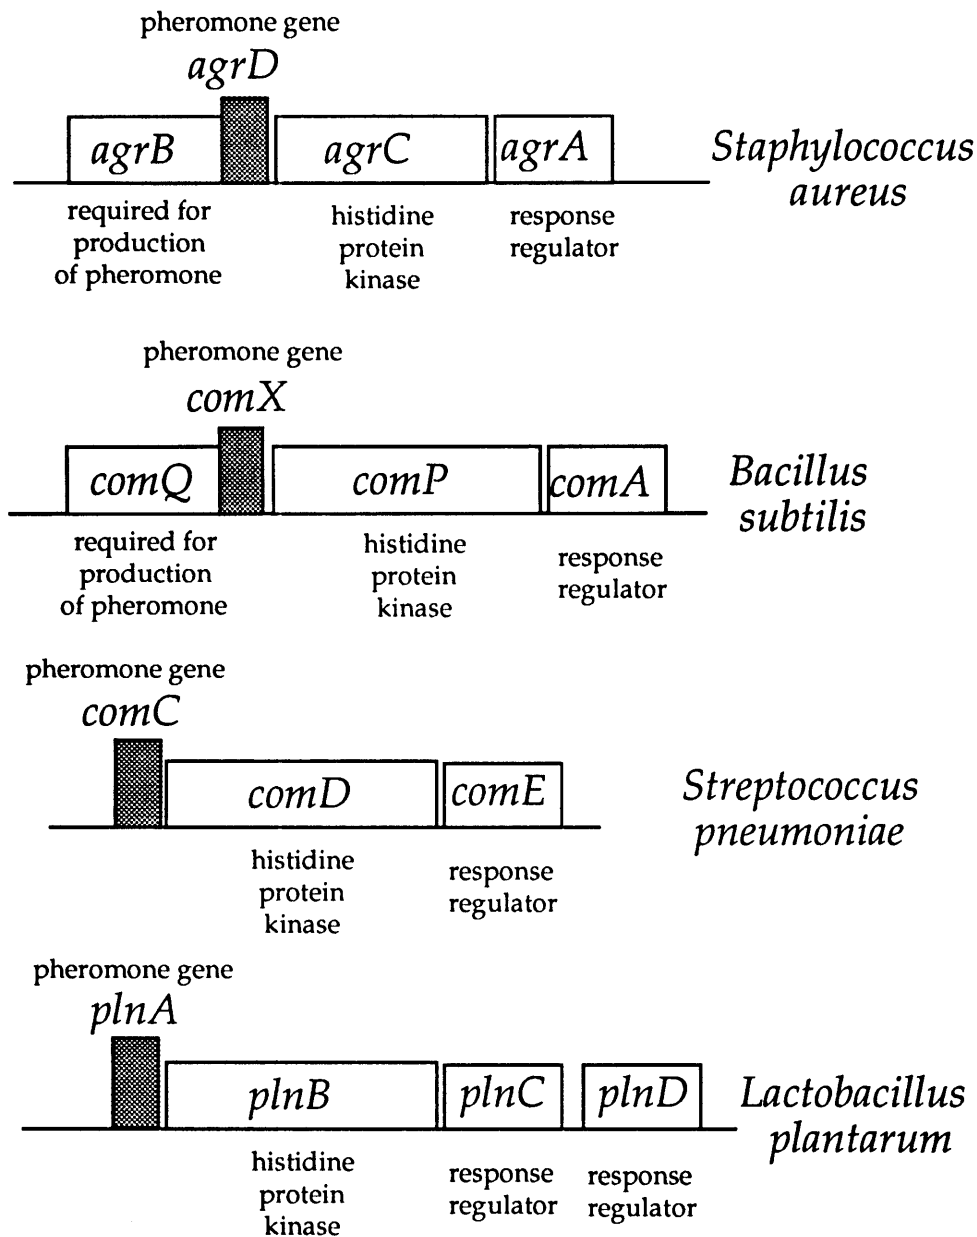 pheromone gene
agrD
agrB
agrC
agrA
Staphylococcus
aureus
required for
production
of pheromone
histidine
protein
kinase
response
regulator
pheromone gene
comX
comQ
comP
comA
Bacillus
subtilis
required for
production
of pheromone
histidine
protein
kinase
response
regulator
pheromone gene
comC
comD
comE
Streptococcus
pneumoniae
histidine
protein
kinase
response
regulator
pheromone gene
plnA
plnB
plnC
plnD
Lactobacillus
plantarum
histidine
protein
kinase
response
regulator
response
regulator